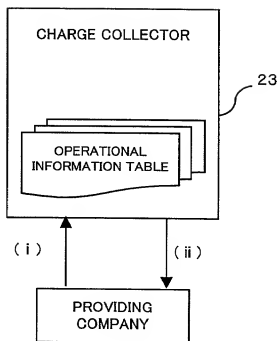 CHARGE COLLECTOR
23
OPERATIONAL
INFORMATION TABLE
(i)
(ii)
PROVIDING
COMPANY